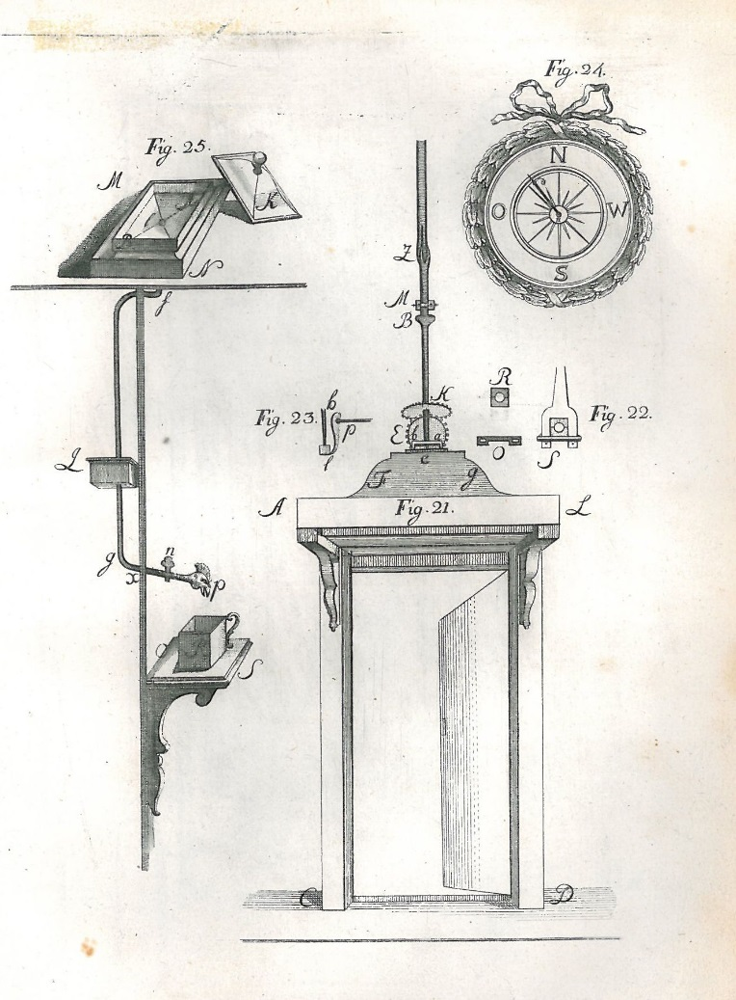 Fig. 24.
N
O
W
S
Fig. 25.
M
K
N
f
Z
M
B
K
R
b
Fig. 23.
p
E
b
a
Fig. 22.
O
S
l
c
F
g
Q
A
Fig. 21.
L
g
n
x
p
S
C
D